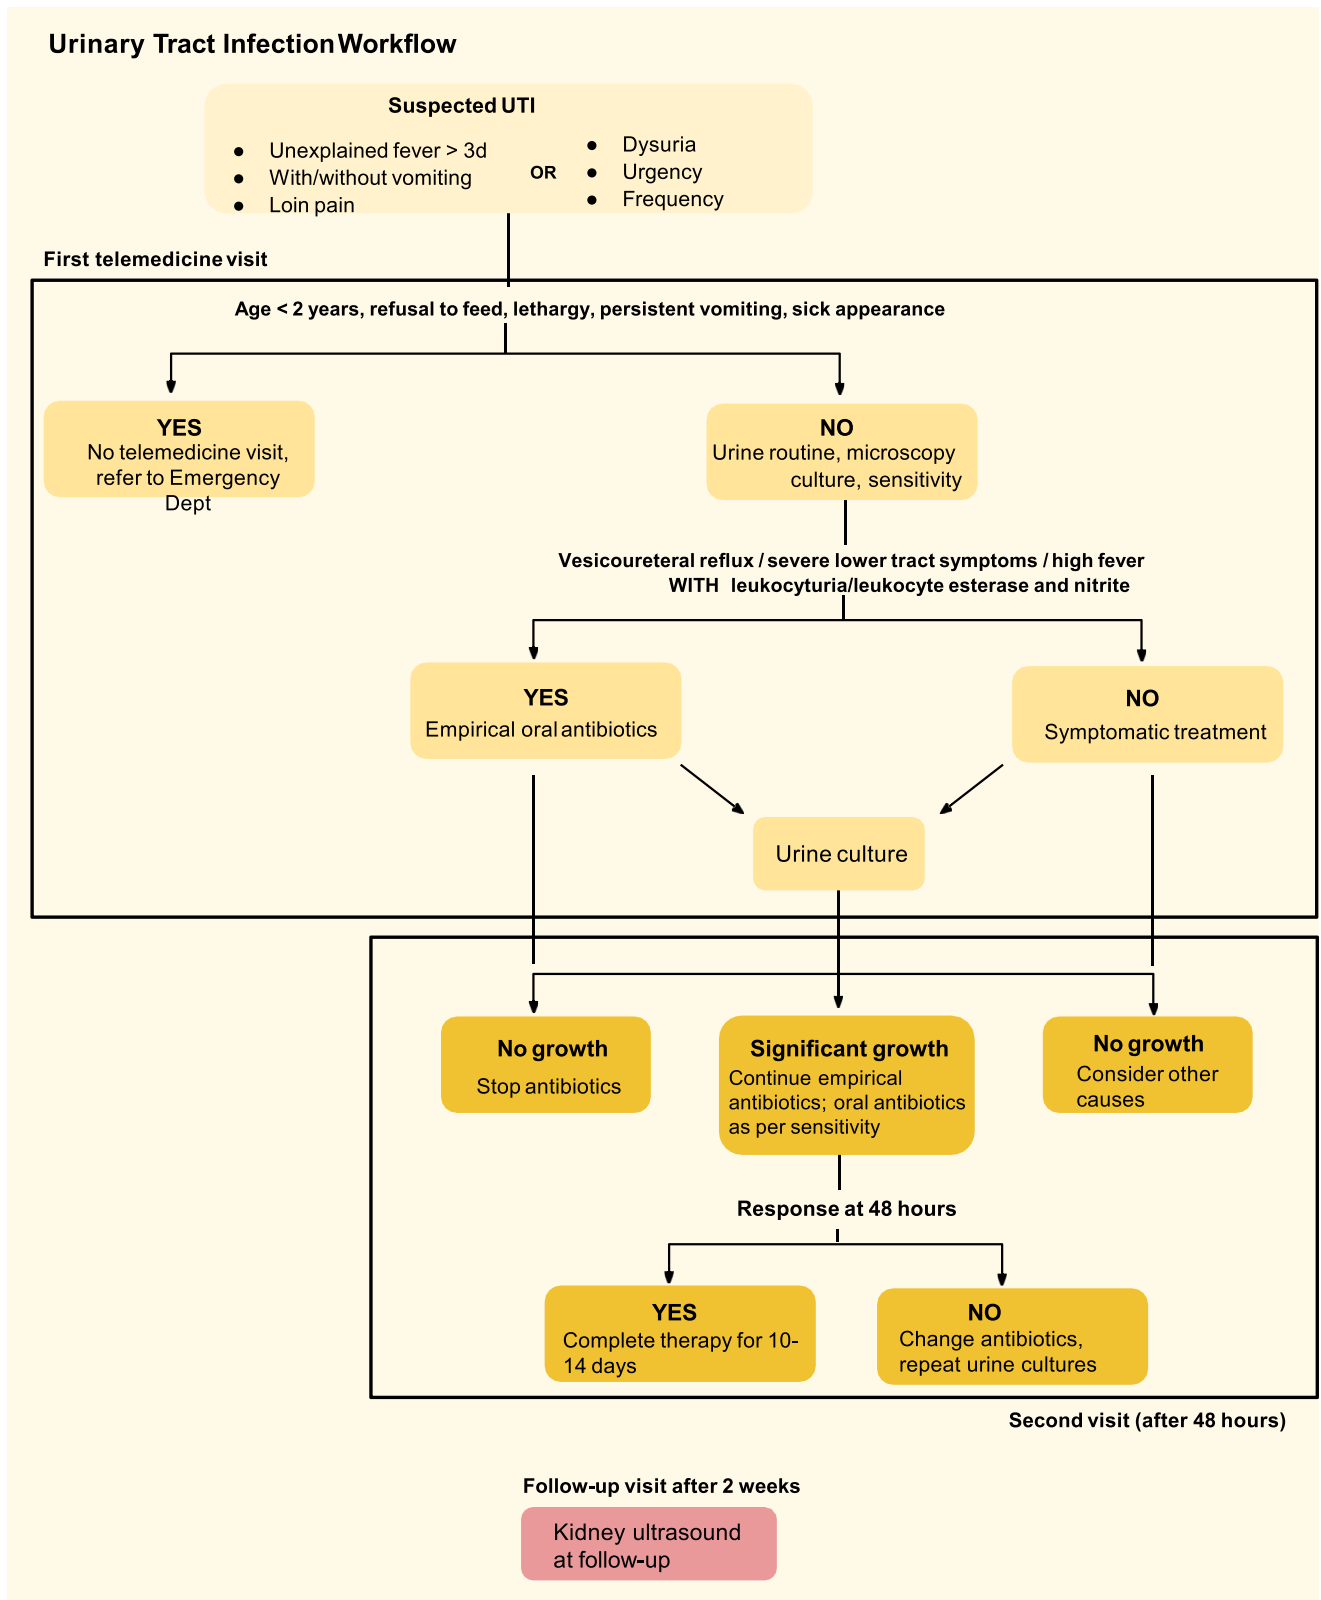 Urinary Tract Infection Workflow
Suspected UTI
● Unexplained fever > 3d
● With/without vomiting
● Loin pain
OR
● Dysuria
● Urgency
● Frequency
First telemedicine visit
Age < 2 years, refusal to feed, lethargy, persistent vomiting, sick appearance
YES
No telemedicine visit,
refer to Emergency
Dept
NO
Urine routine, microscopy
culture, sensitivity
Vesicoureteral reflux / severe lower tract symptoms / high fever
WITH leukocyturia/leukocyte esterase and nitrite
YES
Empirical oral antibiotics
NO
Symptomatic treatment
Urine culture
No growth
Stop antibiotics
Significant growth
Continue empirical
antibiotics; oral antibiotics
as per sensitivity
No growth
Consider other
causes
Response at 48 hours
YES
Complete therapy for 10-
14 days
NO
Change antibiotics,
repeat urine cultures
Second visit (after 48 hours)
Follow-up visit after 2 weeks
Kidney ultrasound
at follow-up